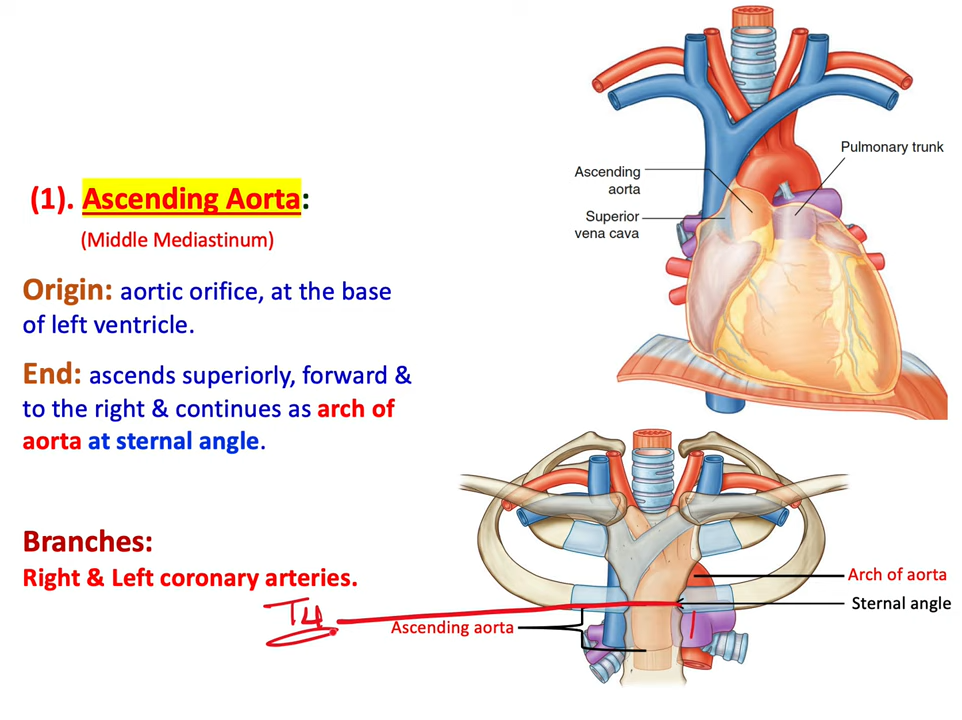 (1). Ascending Aorta:
(Middle Mediastinum)
Origin: aortic orifice, at the base
of left ventricle.
End: ascends superiorly, forward &
to the right & continues as arch of
aorta at sternal angle.
Branches:
Right & Left coronary arteries.
T4
Pulmonary trunk
Ascending
aorta
Superior
vena cava
Arch of aorta
Sternal angle
Ascending aorta